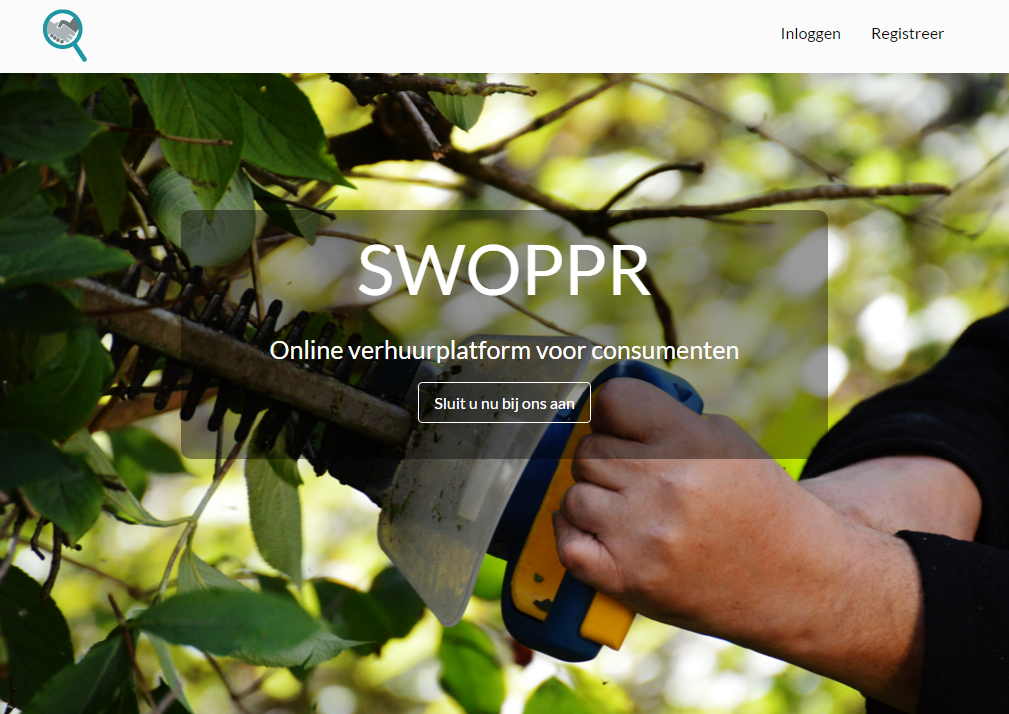 Inloggen Registreer
SWOPPR
Online verhuurplatform voor consumenten
Sluit u nu bij ons aan